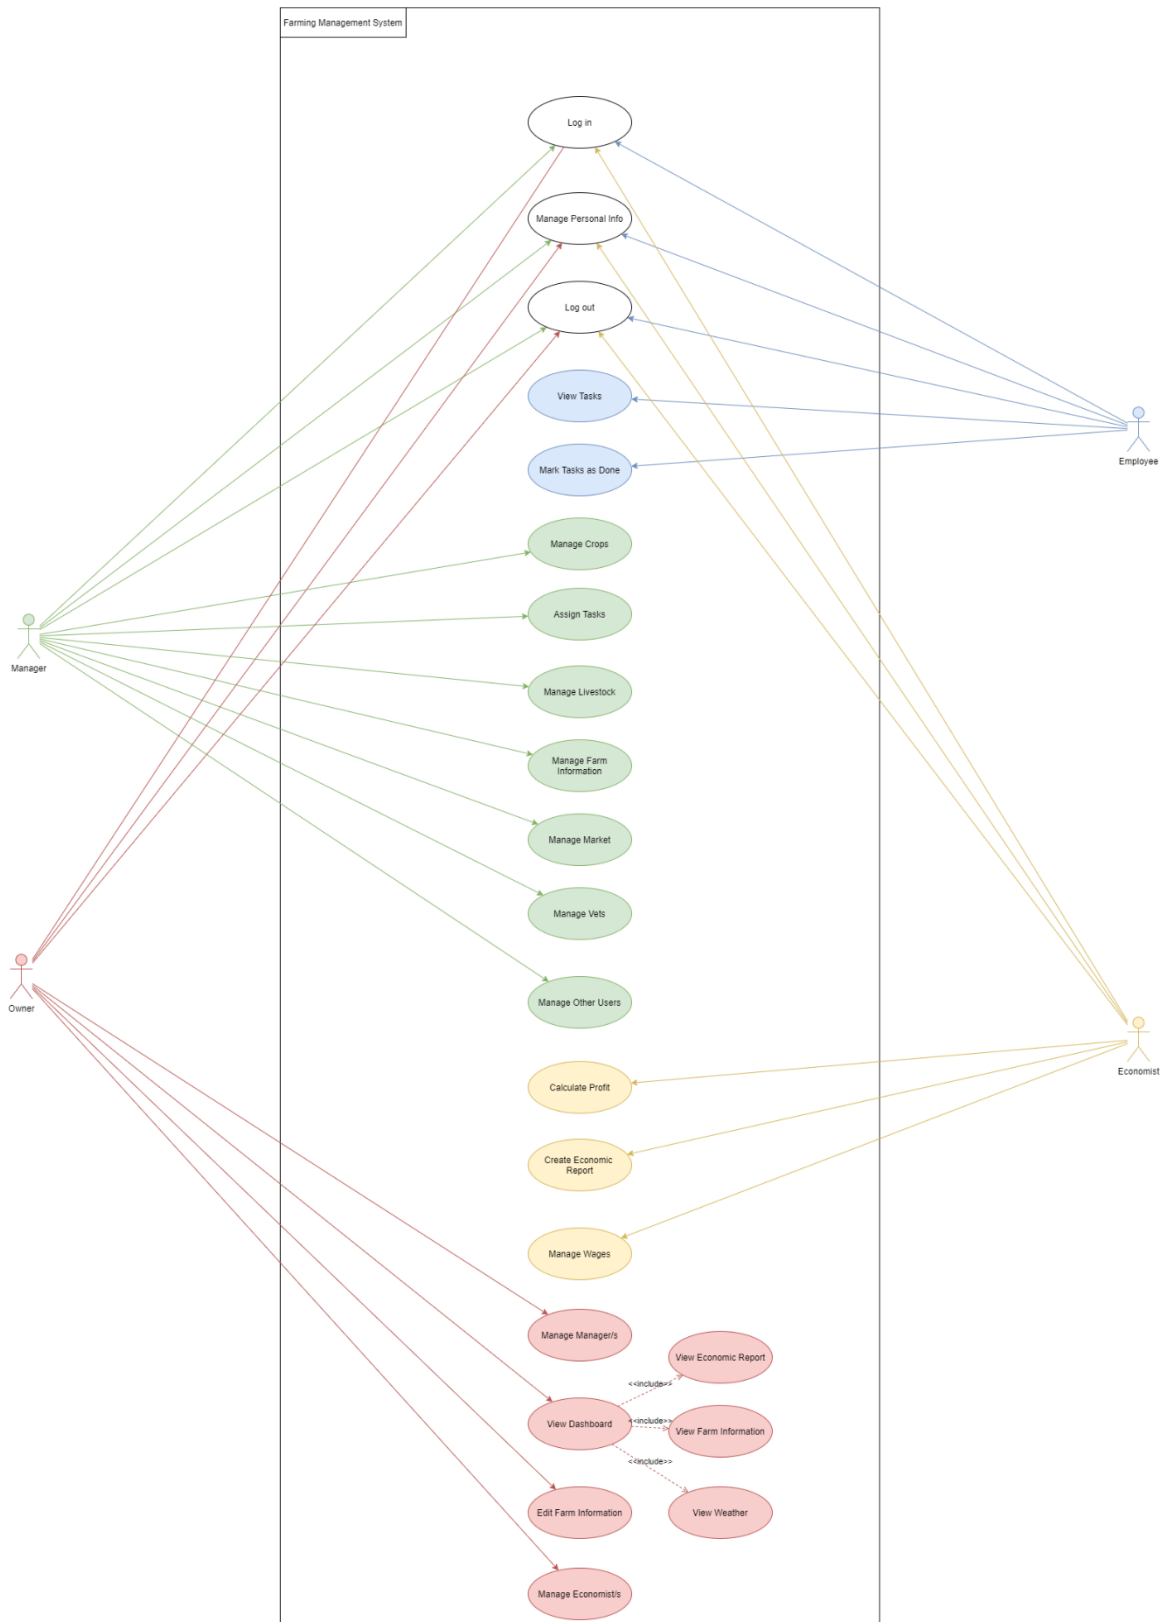 Farming Management System
Log in
Manage Personal Info
Log out
View Tasks
Mark Tasks as Done
Employee
Manage Crops
Assign Tasks
Manager
Manage Livestock
Manage Farm
Information
Manage Market
Manage Vets
Owner
Manage Other Users
Economist
Calculate Profit
Create Economic
Report
Manage Wages
Manage Manager/s
View Economic Report
<<include>>
View Dashboard
<<include>>
View Farm Information
<<include>>
Edit Farm Information
View Weather
Manage Economist/s